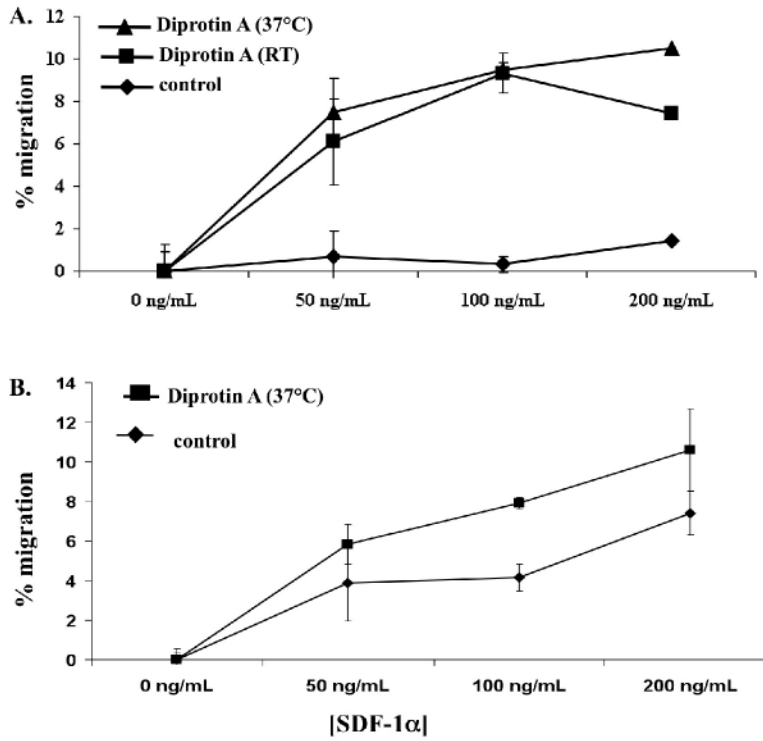 A.
12
10
8
6
4
2
0
% migration
Diprotin A (37°C)
Diprotin A (RT)
control
0 ng/mL
50 ng/mL
100 ng/mL
200 ng/mL
B.
14
12
10
8
6
4
2
0
% migration
Diprotin A (37°C)
control
0 ng/mL
50 ng/mL
100 ng/mL
200 ng/mL
[SDF-1α]